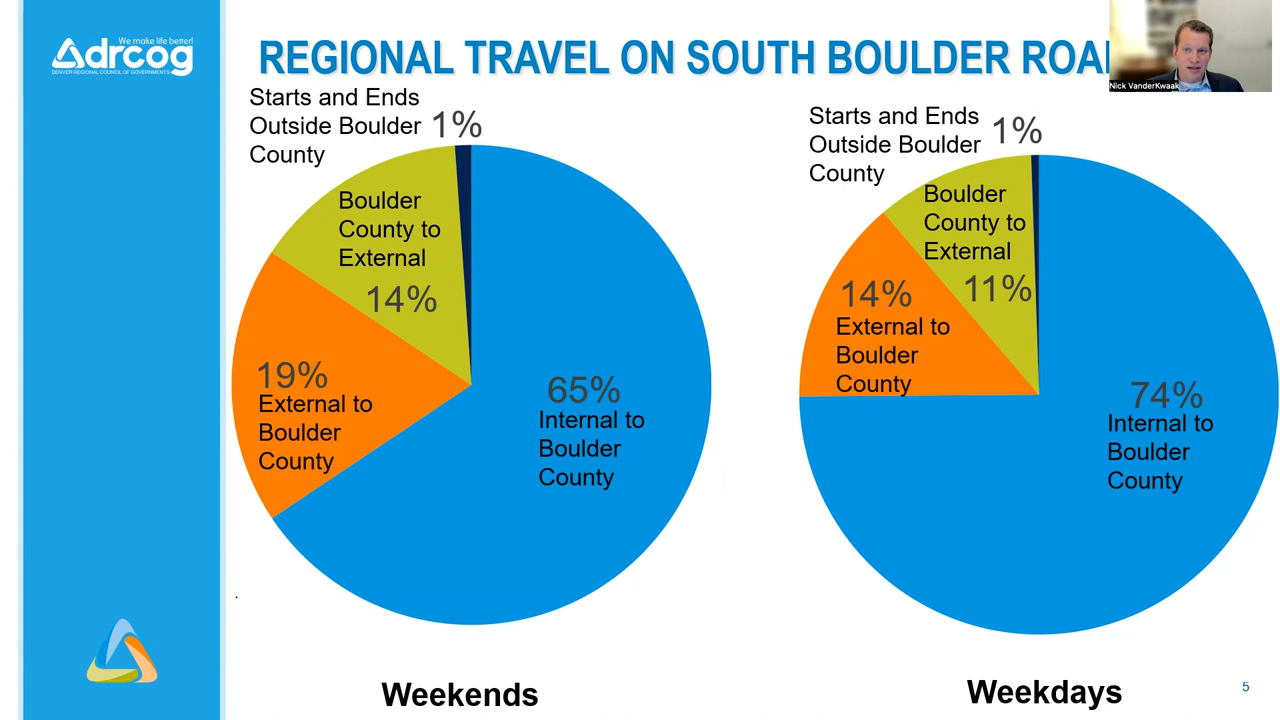 We make life better!
drcog
DENVER REGIONAL COUNCIL OF GOVERNMENTS
REGIONAL TRAVEL ON SOUTH BOULDER ROA
Nick VanderKwaak
Starts and Ends
Outside Boulder
County
1%
Boulder
County to
External
14%
19%
External to
Boulder
County
65%
Internal to
Boulder
County
Weekends
Starts and Ends
Outside Boulder
County
1%
Boulder
County to
External
11%
14%
External to
Boulder
County
74%
Internal to
Boulder
County
Weekdays
5